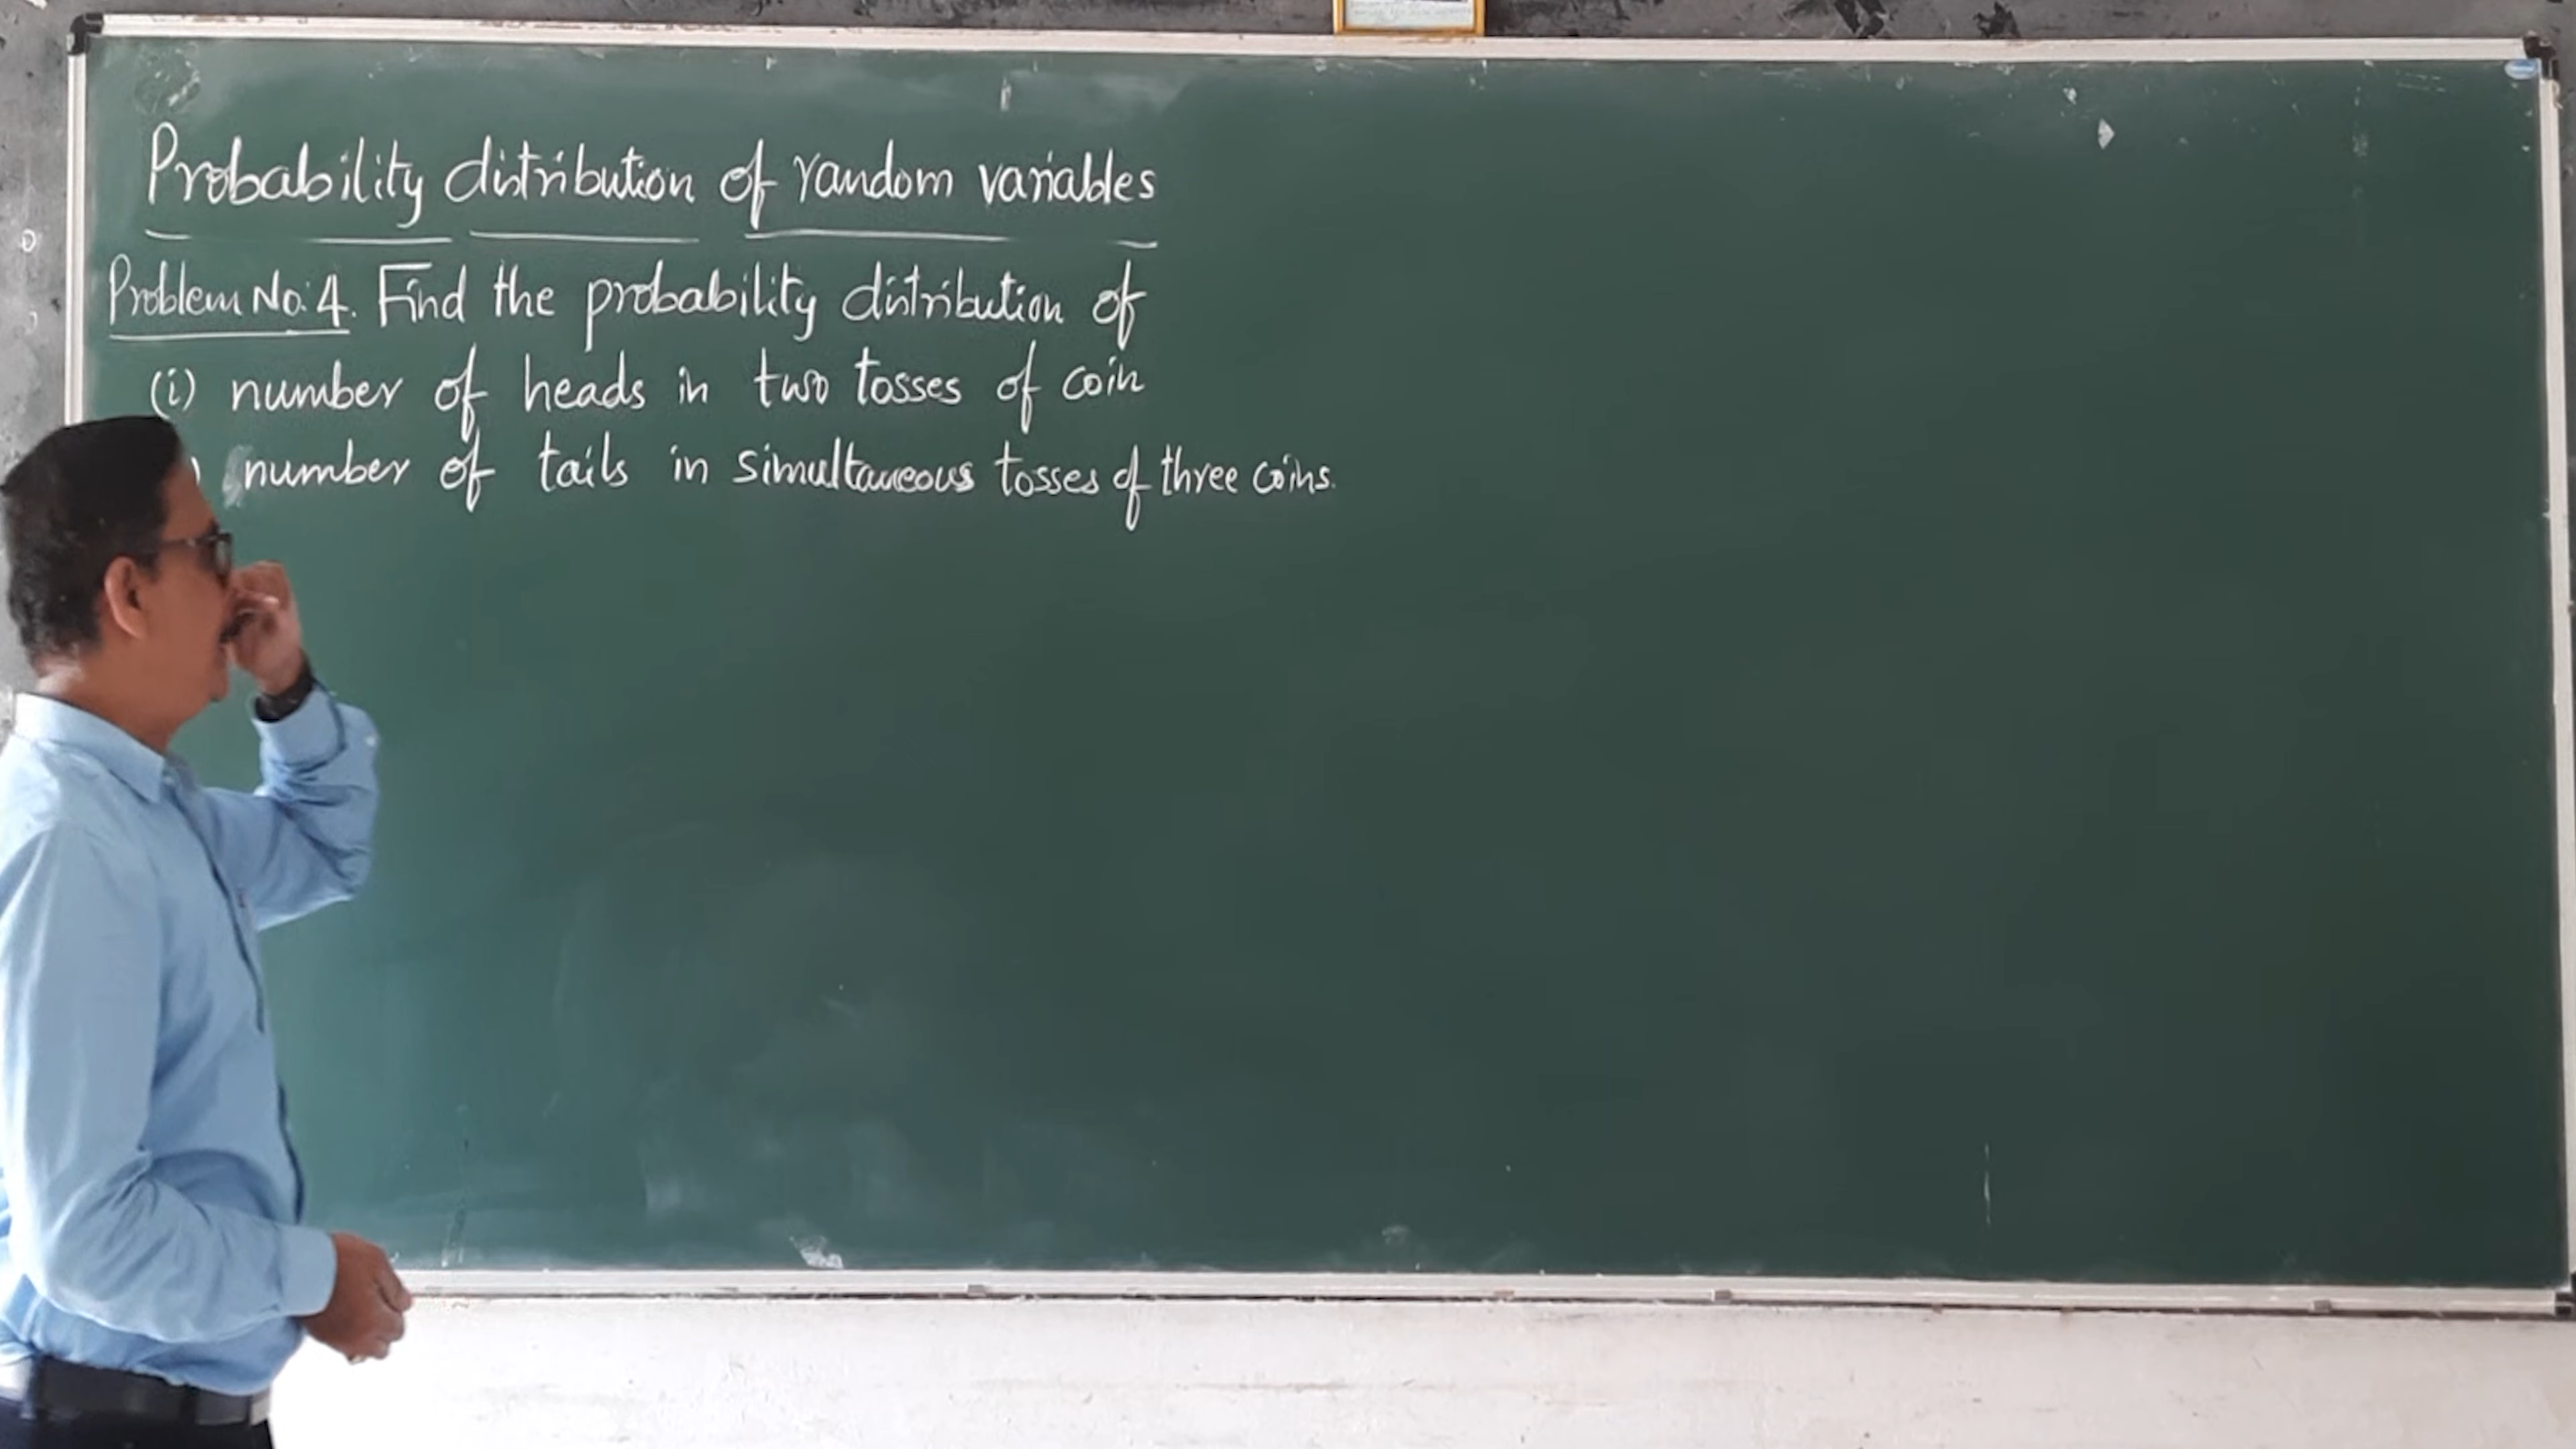 Probability distribution of random variables
Problem No: 4. Find the probability distribution of
(i) number of heads in two tosses of coin
) number of tails in simultaneous tosses of three coins.